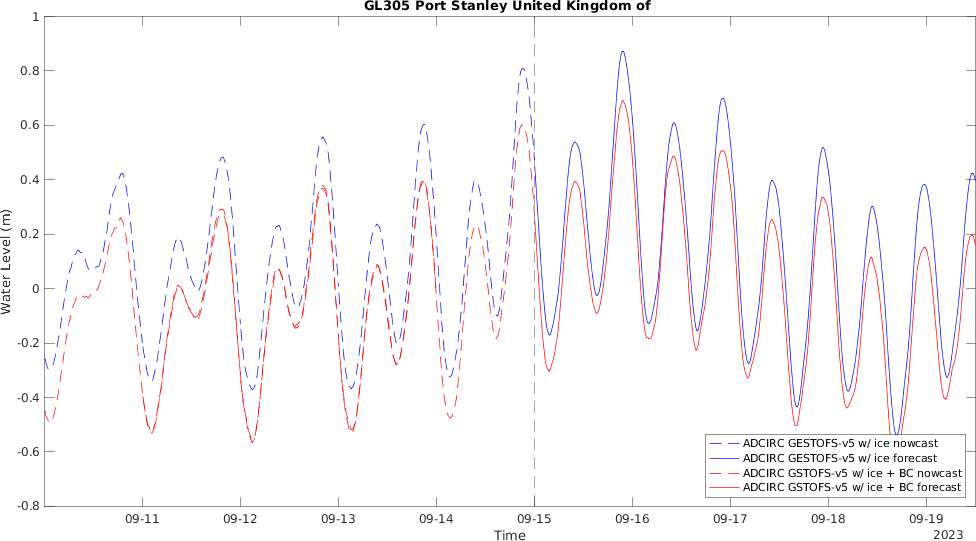 GL305 Port Stanley United Kingdom of
Water Level (m)
1
0.8
0.6
0.4
0.2
0
-0.2
-0.4
-0.6
-0.8
ADCIRC GESTOFS-v5 w/ ice nowcast
ADCIRC GESTOFS-v5 w/ ice forecast
ADCIRC GSTOFS-v5 w/ ice + BC nowcast
ADCIRC GSTOFS-v5 w/ ice + BC forecast
09-11 09-12 09-13 09-14 09-15 09-16 09-17 09-18 09-19
Time
2023